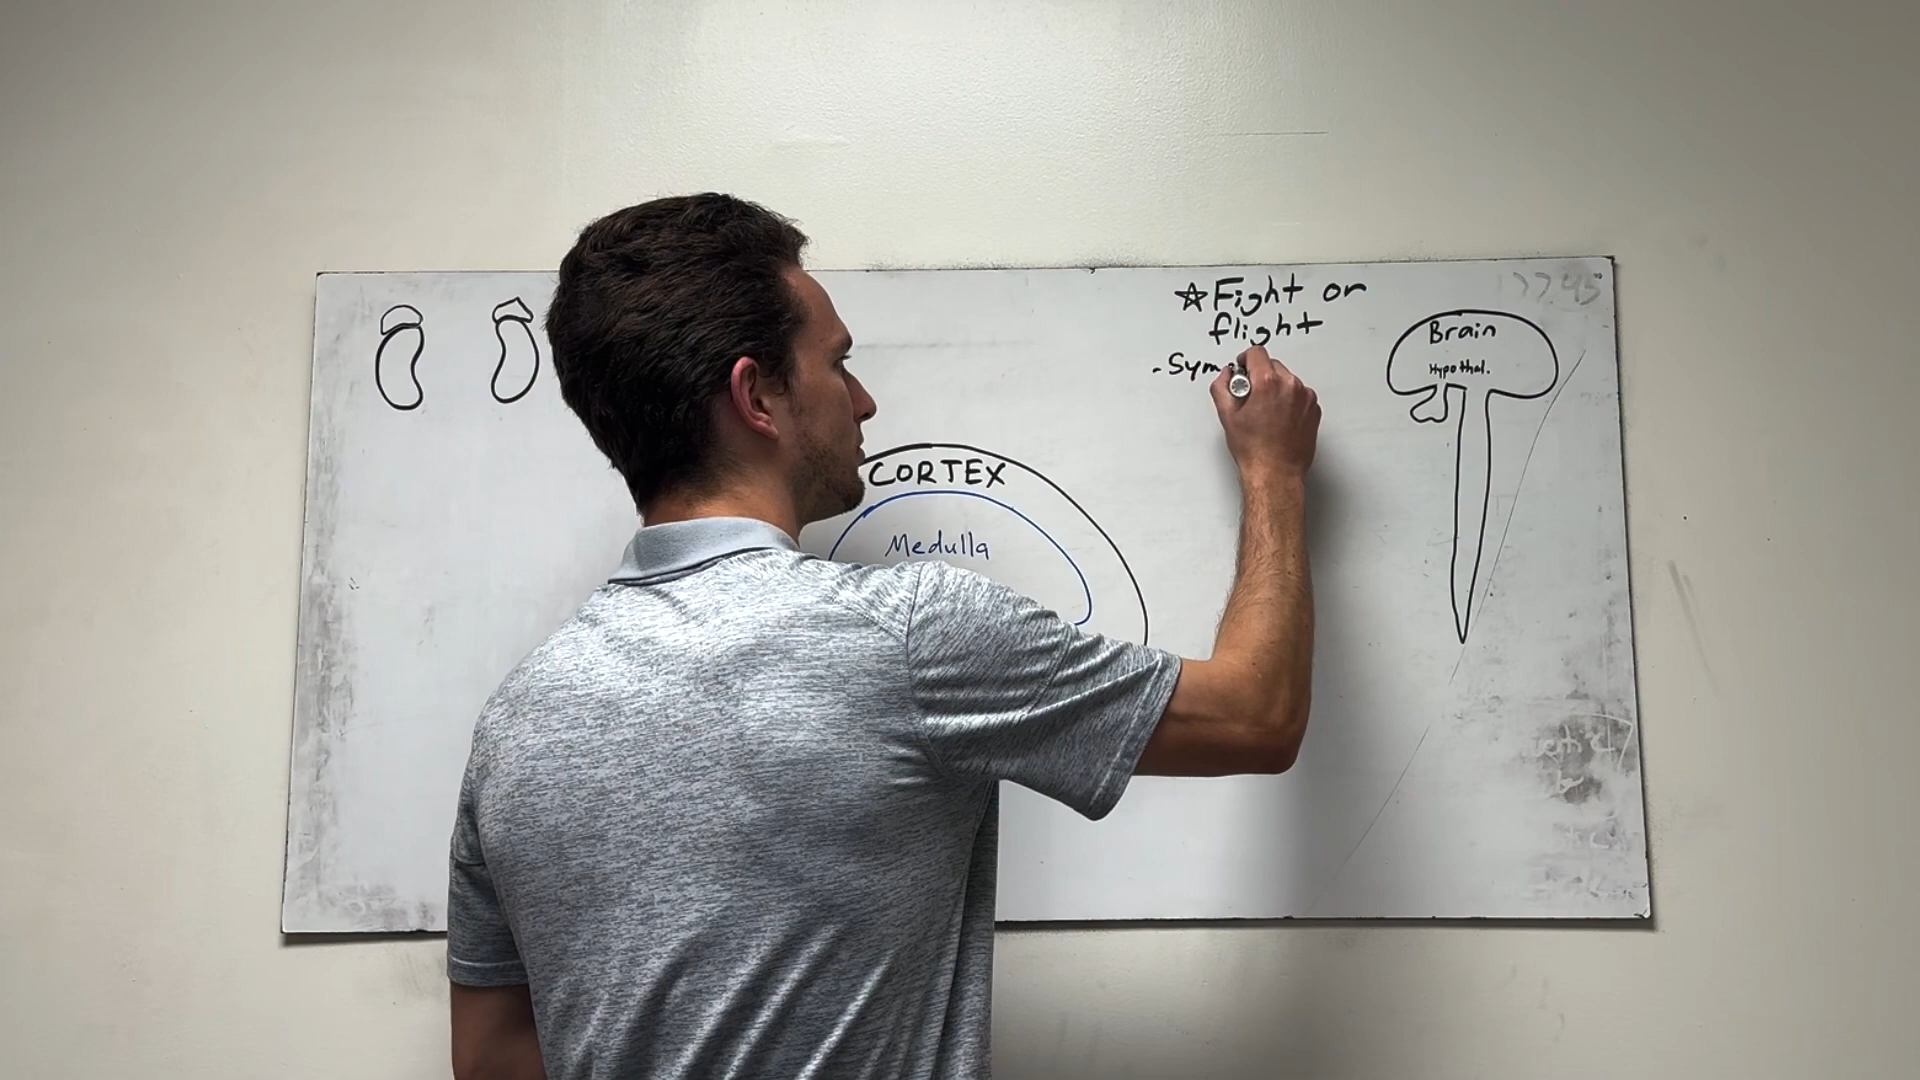 ☆Fight or
flight
-Sym
Brain
Hypothal.
CORTEX
Medulla